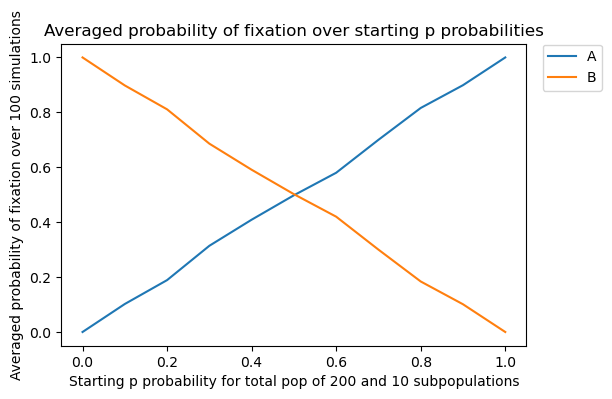 Averaged probability of fixation over starting p probabilities
Averaged probability of fixation over 100 simulations
1.0
0.8
0.6
0.4
0.2
0.0
0.0
0.2
0.4
0.6
0.8
1.0
Starting p probability for total pop of 200 and 10 subpopulations
A
B